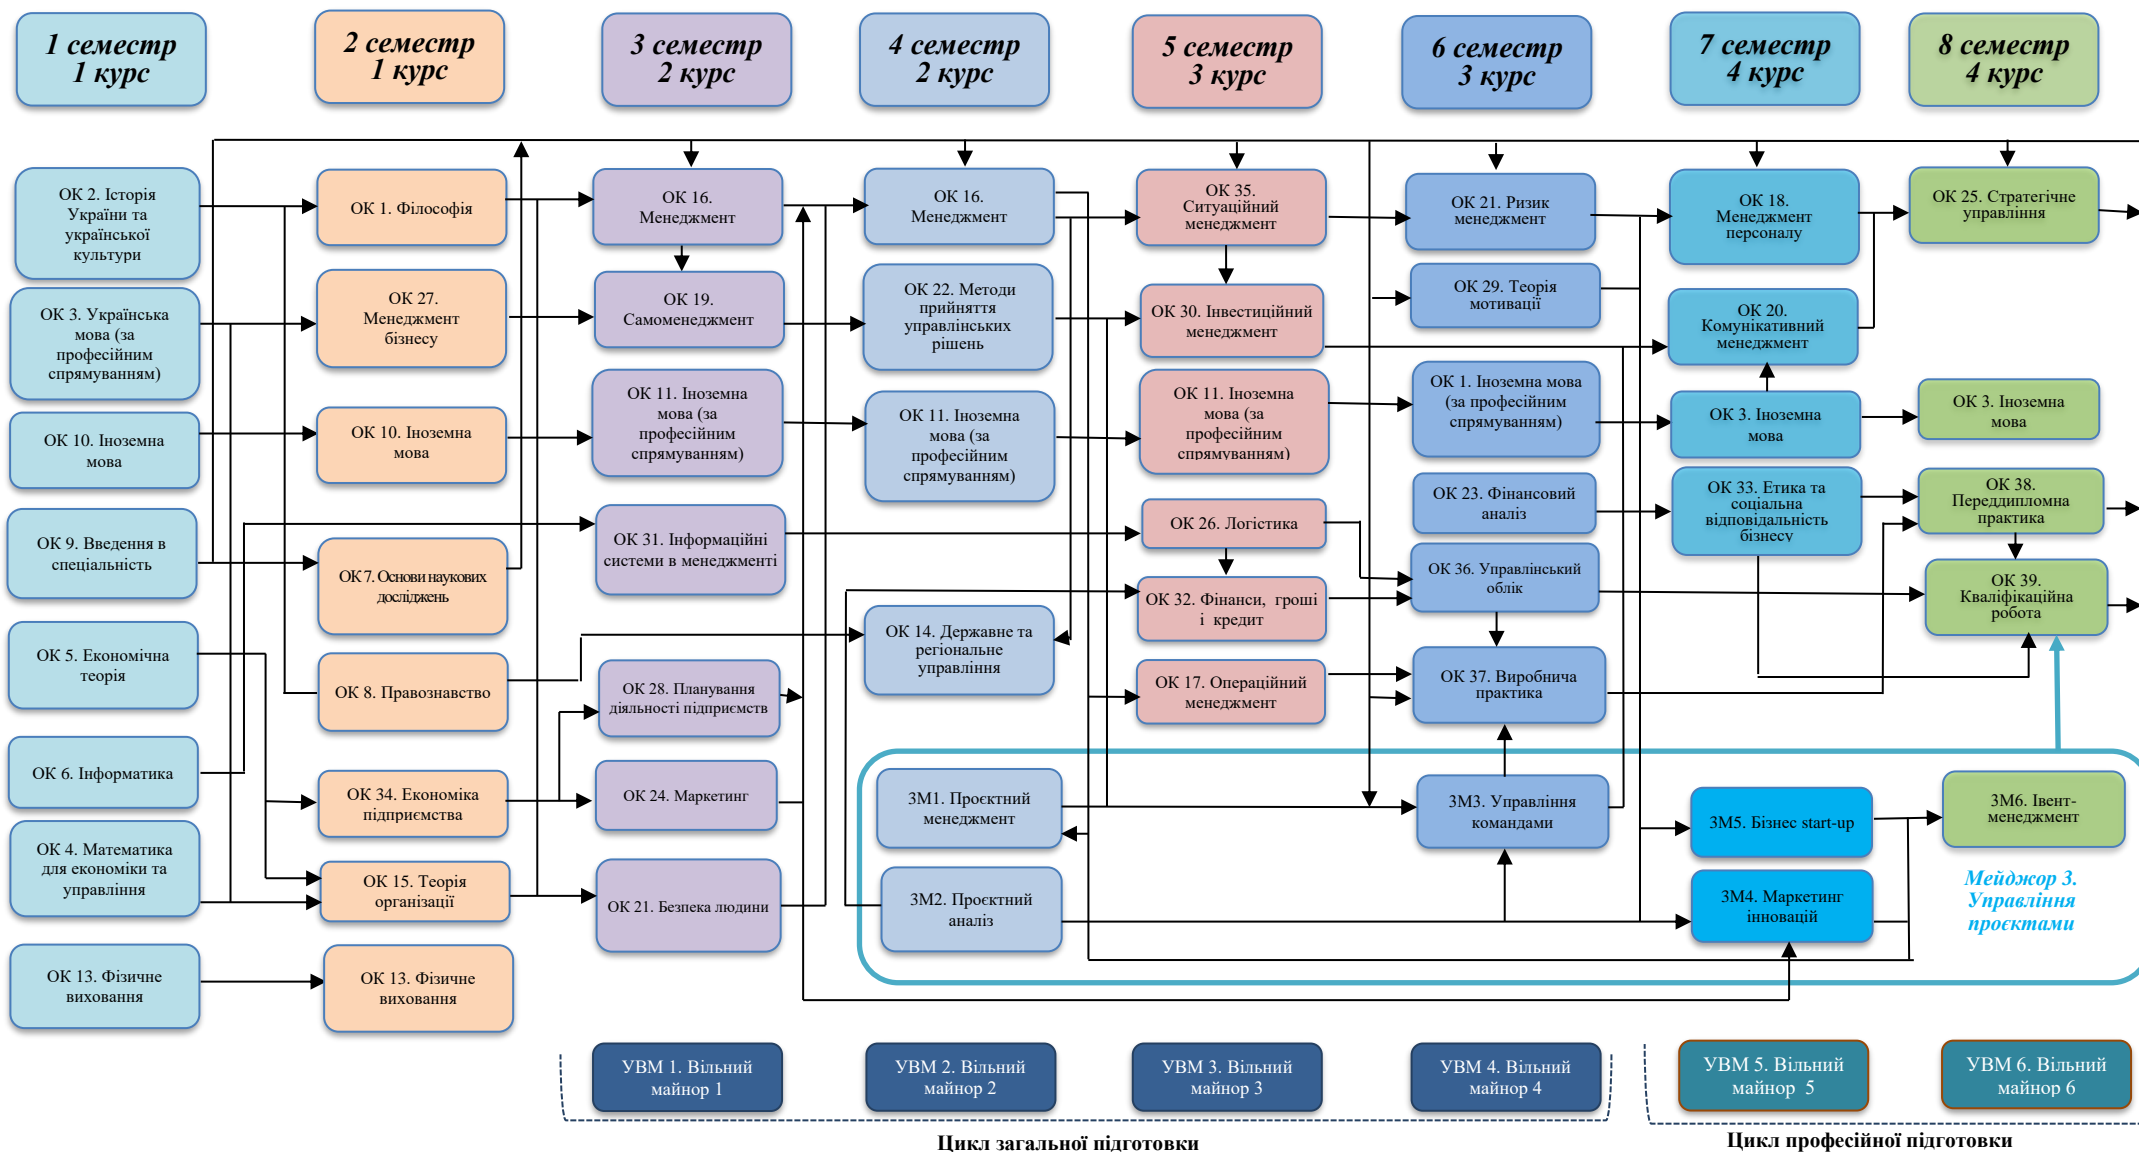 1 семестр
1 курс
2 семестр
1 курс
3 семестр
2 курс
4 семестр
2 курс
5 семестр
3 курс
6 семестр
3 курс
7 семестр
4 курс
8 семестр
4 курс
ОК 2. Історія
України та
української
культури
ОК 3. Українська
мова (за
професійним
спрямуванням)
ОК 10. Іноземна
мова
ОК 9. Введення в
спеціальність
ОК 5. Економічна
теорія
ОК 6. Інформатика
ОК 4. Математика
для економіки та
управління
ОК 13. Фізичне
виховання
ОК 1. Філософія
ОК 27.
Менеджмент
бізнесу
ОК 10. Іноземна
мова
ОК 7. Основи наукових
досліджень
ОК 8. Правознавство
ОК 34. Економіка
підприємства
ОК 15. Теорія
організації
ОК 13. Фізичне
виховання
ОК 16.
Менеджмент
ОК 19.
Самоменеджмент
ОК 11. Іноземна
мова (за
професійним
спрямуванням)
ОК 31. Інформаційні
системи в менеджменті
ОК 28. Планування
діяльності підприємств
ОК 24. Маркетинг
ОК 21. Безпека людини
ОК 16.
Менеджмент
ОК 22. Методи
прийняття
управлінських
рішень
ОК 11. Іноземна
мова (за
професійним
спрямуванням)
ОК 14. Державне та
регіональне
управління
3М1. Проєктний
менеджмент
3М2. Проєктний
аналіз
ОК 35.
Ситуаційний
менеджмент
ОК 30. Інвестиційний
менеджмент
ОК 11. Іноземна
мова (за
професійним
спрямуванням)
ОК 26. Логістика
ОК 32. Фінанси, гроші
і кредит
ОК 17. Операційний
менеджмент
ОК 21. Ризик
менеджмент
ОК 29. Теорія
мотивації
ОК 1. Іноземна мова
(за професійним
спрямуванням)
ОК 23. Фінансовий
аналіз
ОК 36. Управлінський
облік
ОК 37. Виробнича
практика
3М3. Управління
командами
ОК 18.
Менеджмент
персоналу
ОК 20.
Комунікативний
менеджмент
ОК 3. Іноземна
мова
ОК 33. Етика та
соціальна
відповідальність
бізнесу
3М5. Бізнес start-up
3М4. Маркетинг
інновацій
ОК 25. Стратегічне
управління
ОК 3. Іноземна
мова
ОК 38.
Переддипломна
практика
ОК 39.
Кваліфікаційна
робота
3М6. Івент-
менеджмент
Мейджор 3.
Управління
проєктами
УВМ 1. Вільний
майнор 1
УВМ 2. Вільний
майнор 2
УВМ 3. Вільний
майнор 3
УВМ 4. Вільний
майнор 4
УВМ 5. Вільний
майнор 5
УВМ 6. Вільний
майнор 6
Цикл загальної підготовки
Цикл професійної підготовки